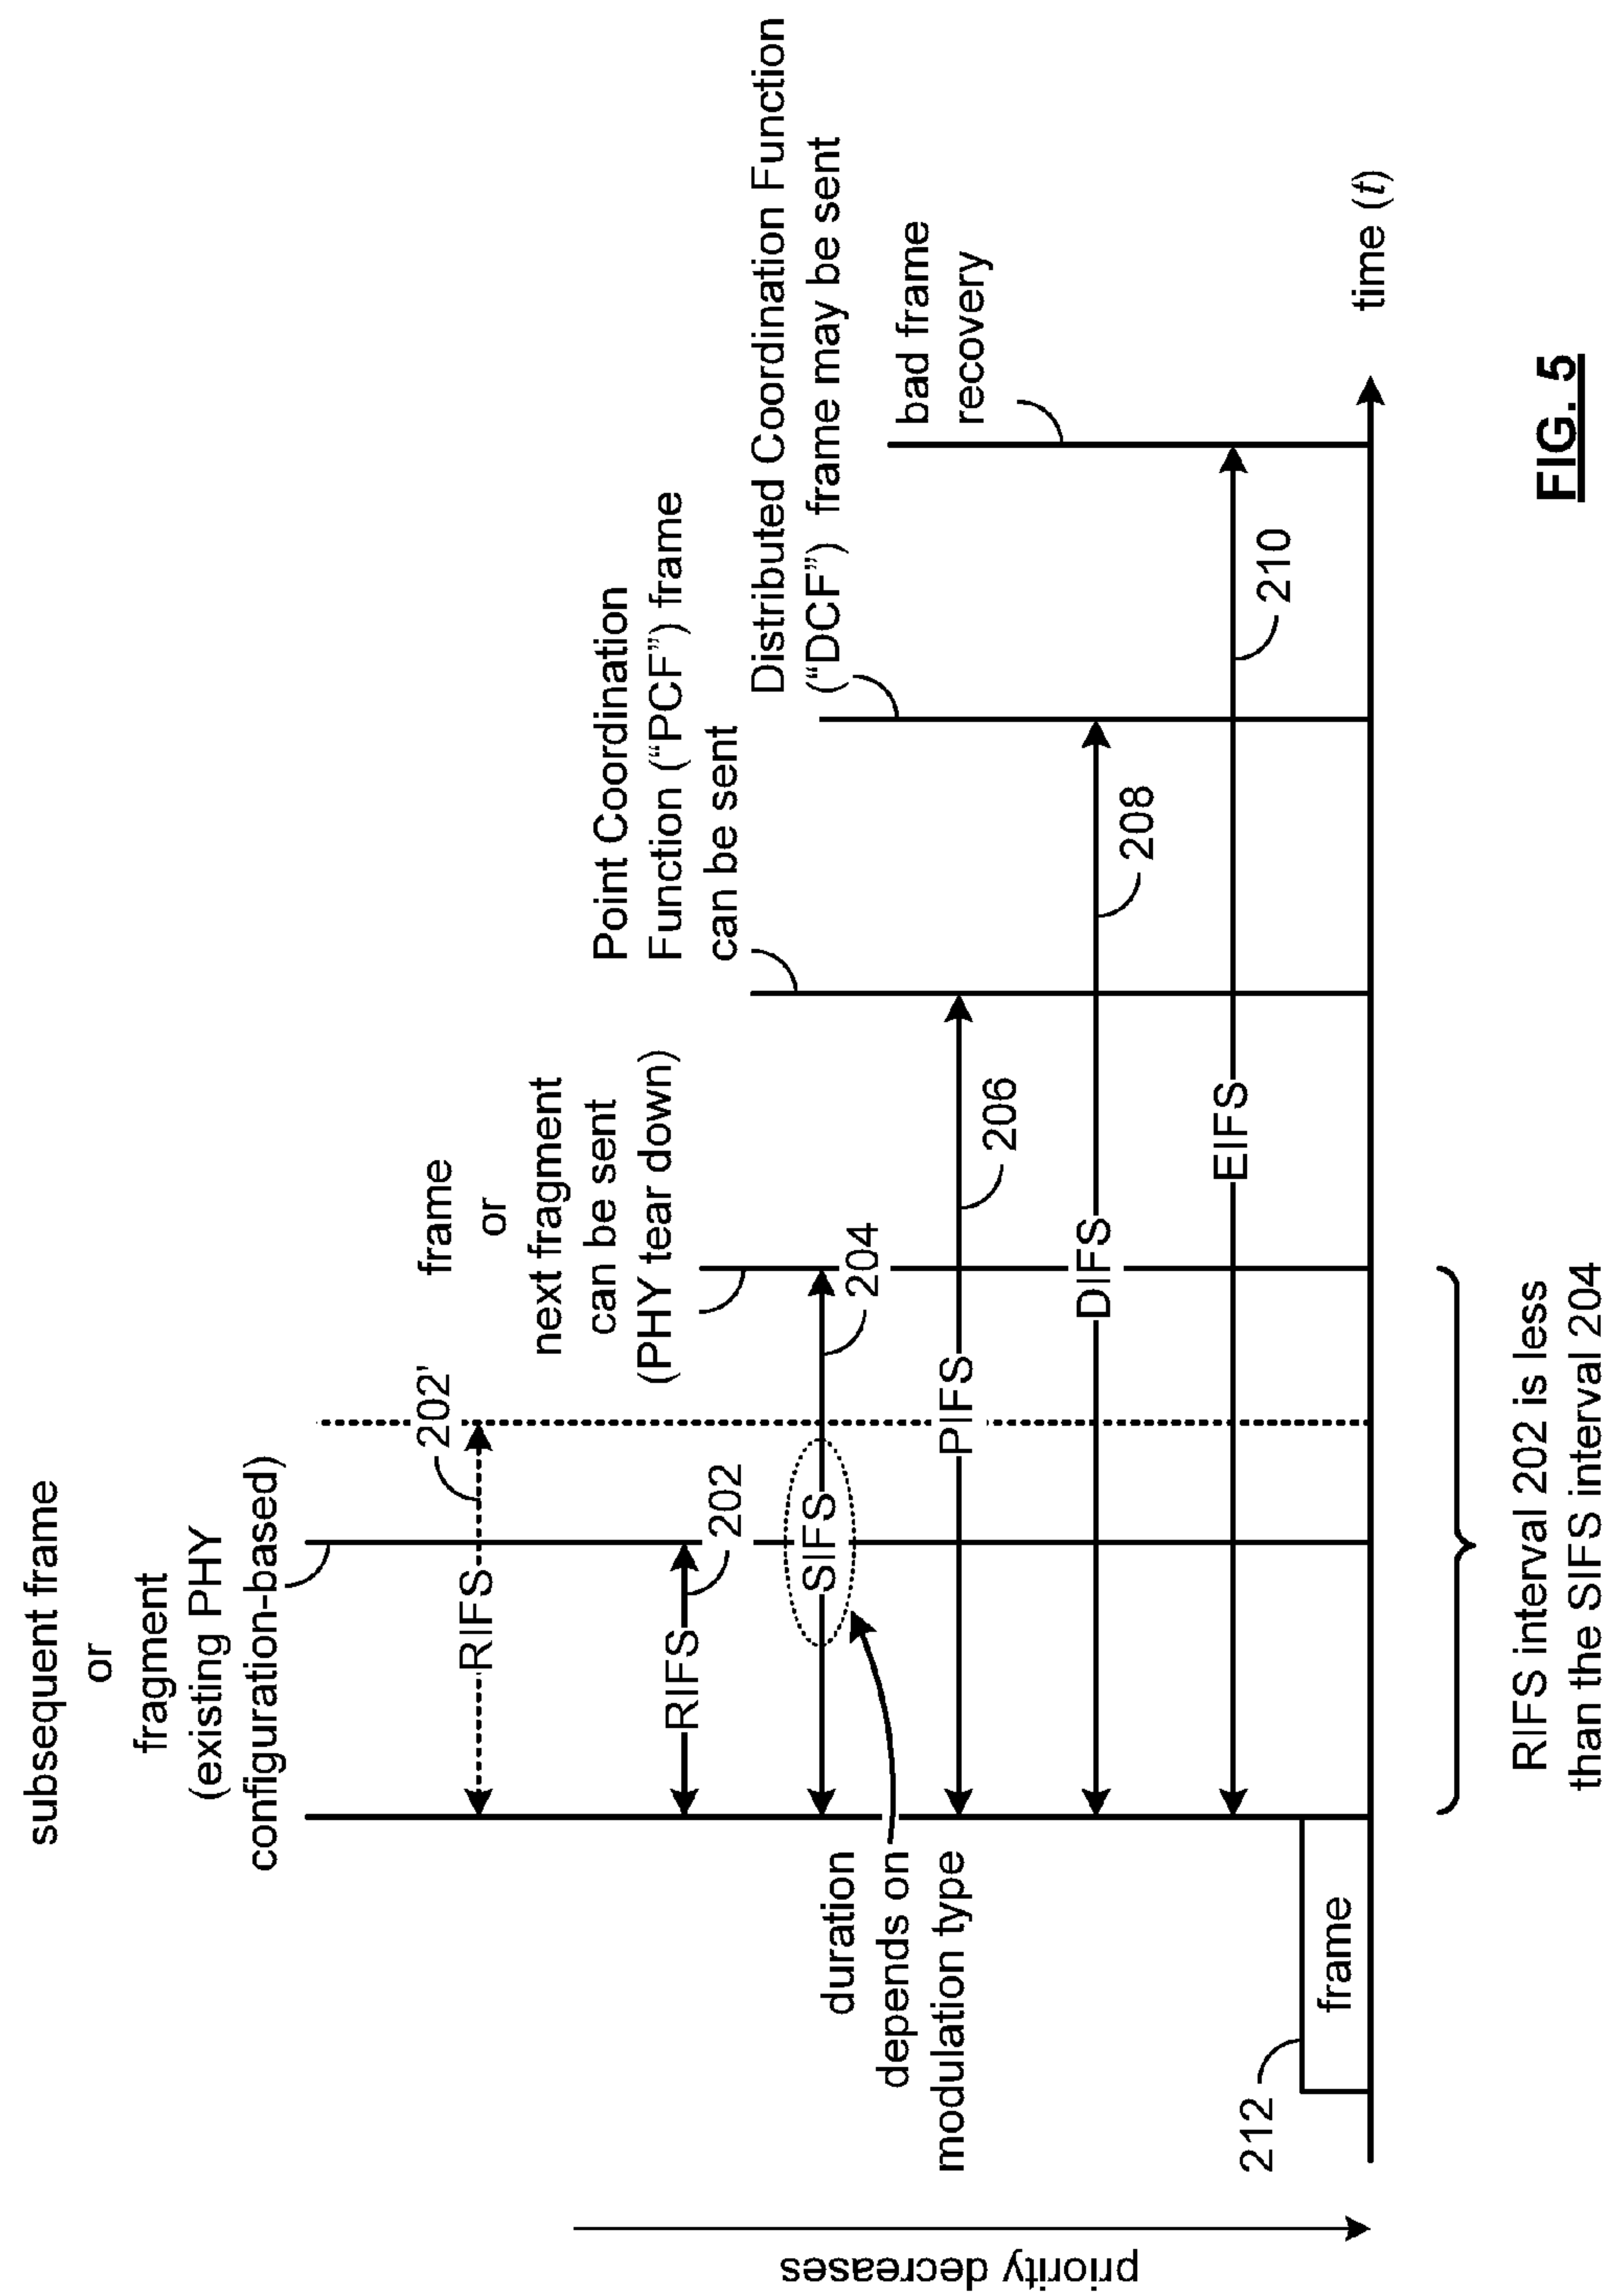 subsequent frame
or
fragment
(existing PHY
configuration-based)
202'
RIFS
frame
or
next fragment
can be sent
(PHY tear down)
Point Coordination
Function (“PCF”) frame
can be sent
Distributed Coordination Function
(“DCF”) frame may be sent
bad frame
recovery
RIFS
202
SIFS
204
duration
depends on
modulation type
PIFS
206
DIFS
208
EIFS
210
priority decreases
212
frame
time (t)
RIFS interval 202 is less
than the SIFS interval 204
FIG. 5